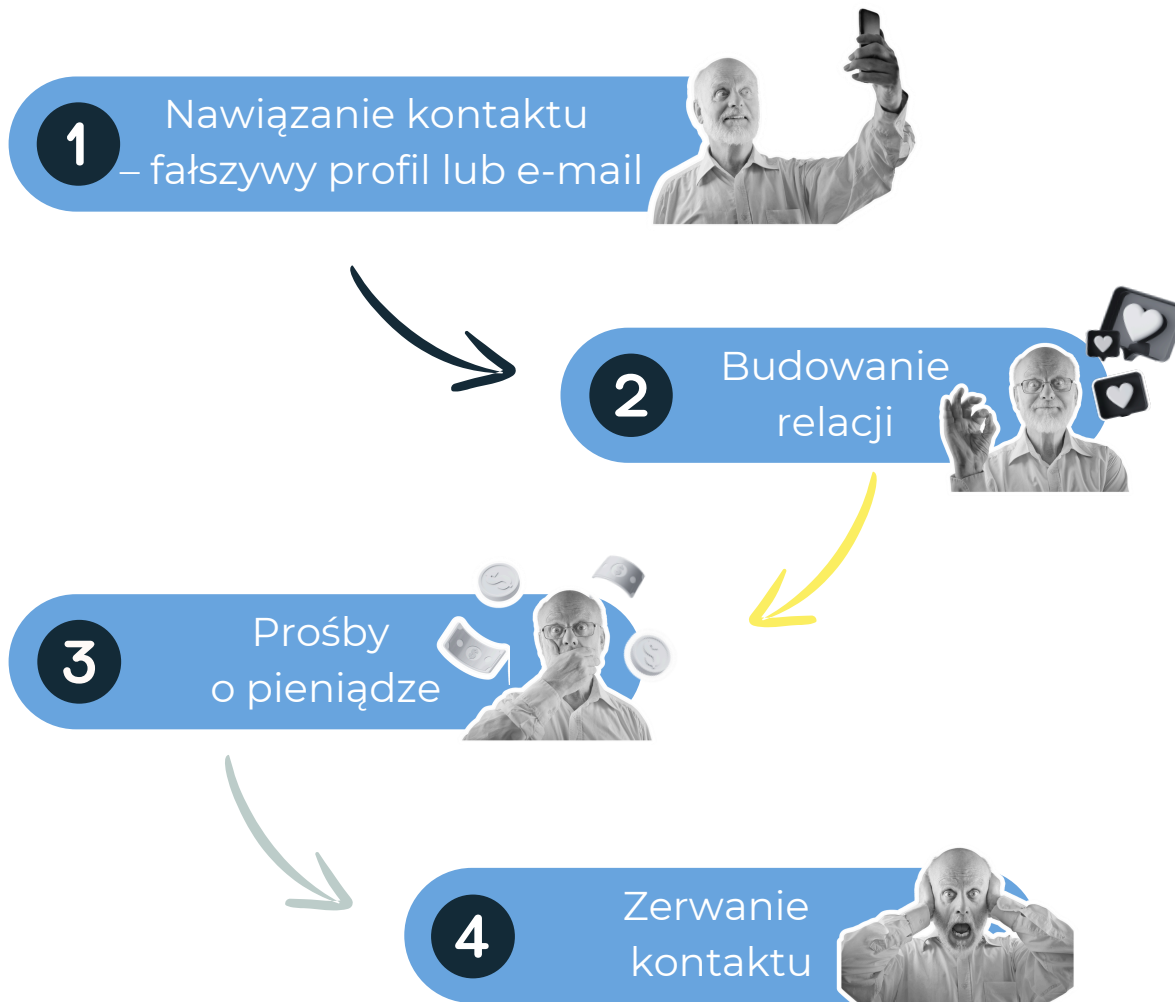 1
Nawiązanie kontaktu
– fałszywy profil lub e-mail
2
Budowanie
relacji
3
Prośby
o pieniądze
4
Zerwanie
kontaktu